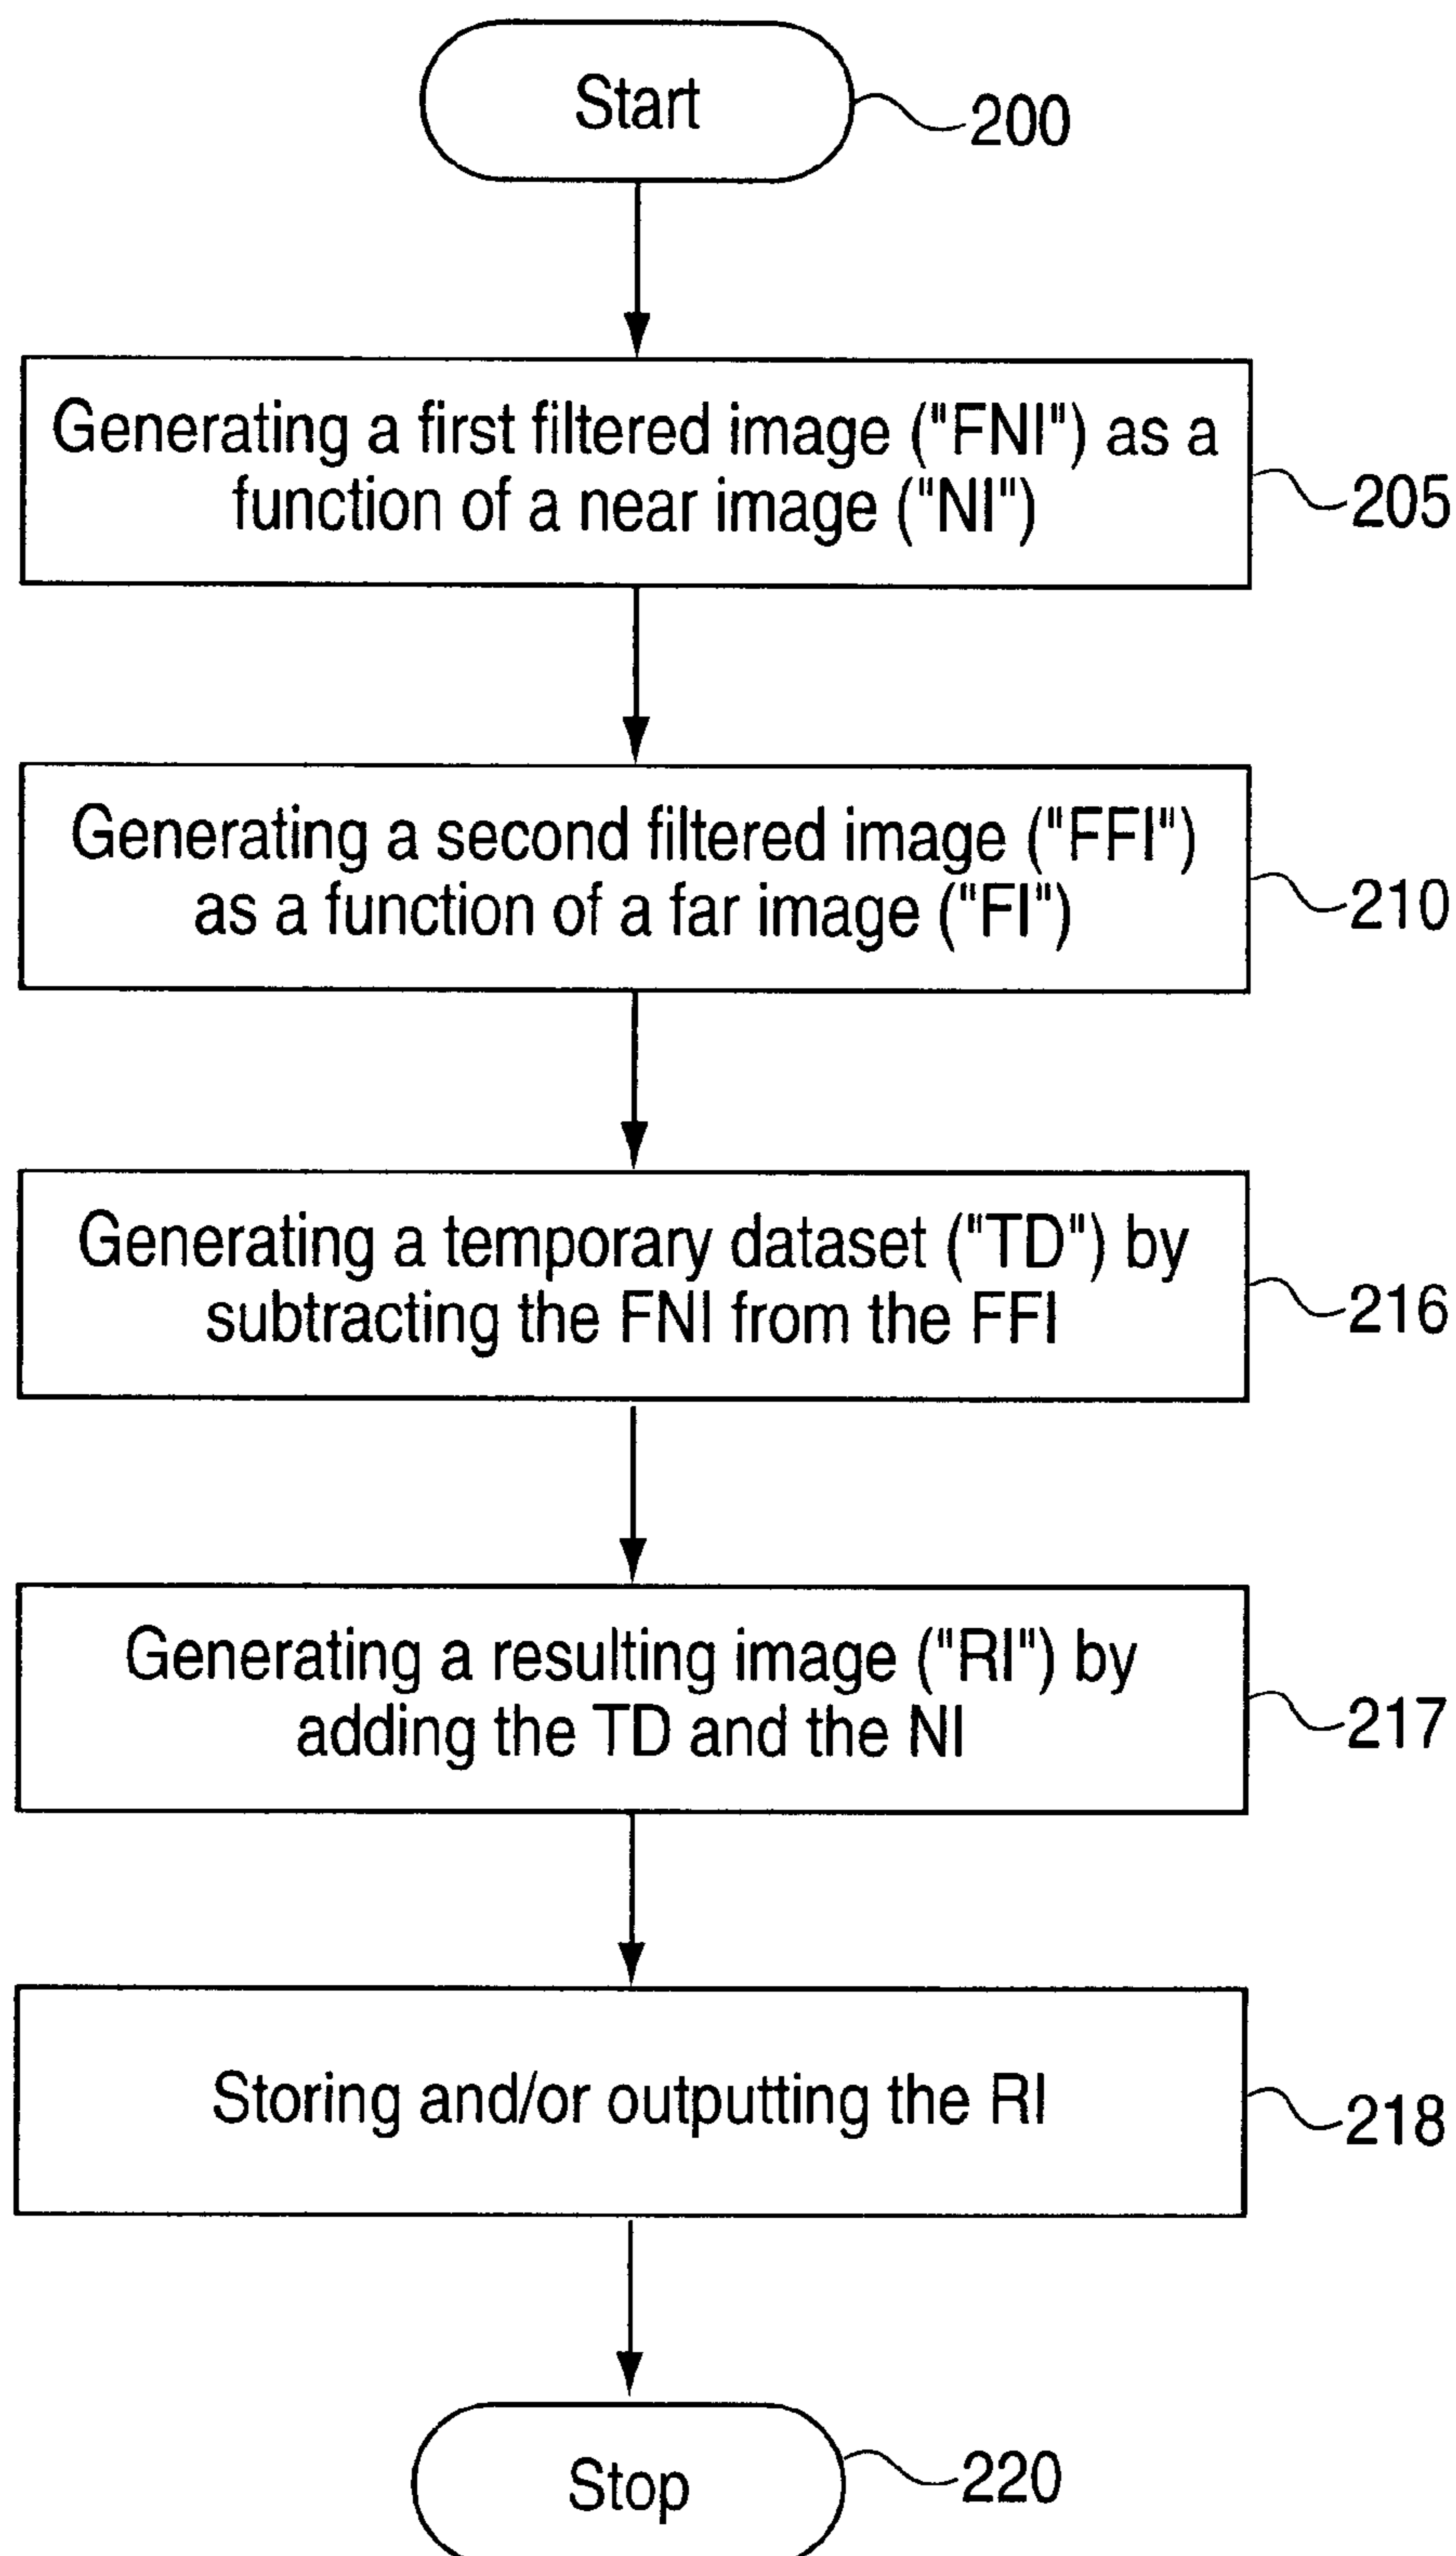 Start
200
Generating a first filtered image ("FNI") as a
function of a near image ("NI")
205
Generating a second filtered image ("FFI")
as a function of a far image ("FI")
210
Generating a temporary dataset ("TD") by
subtracting the FNI from the FFI
216
Generating a resulting image ("RI") by
adding the TD and the NI
217
Storing and/or outputting the RI
218
Stop
220